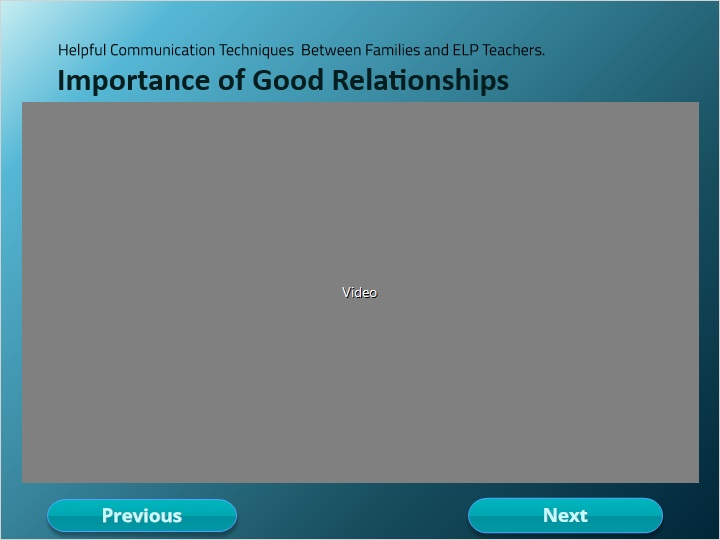 Helpful Communication Techniques  Between Families and ELP Teachers.
Importance of Good Relationships
Video
Previous
Next